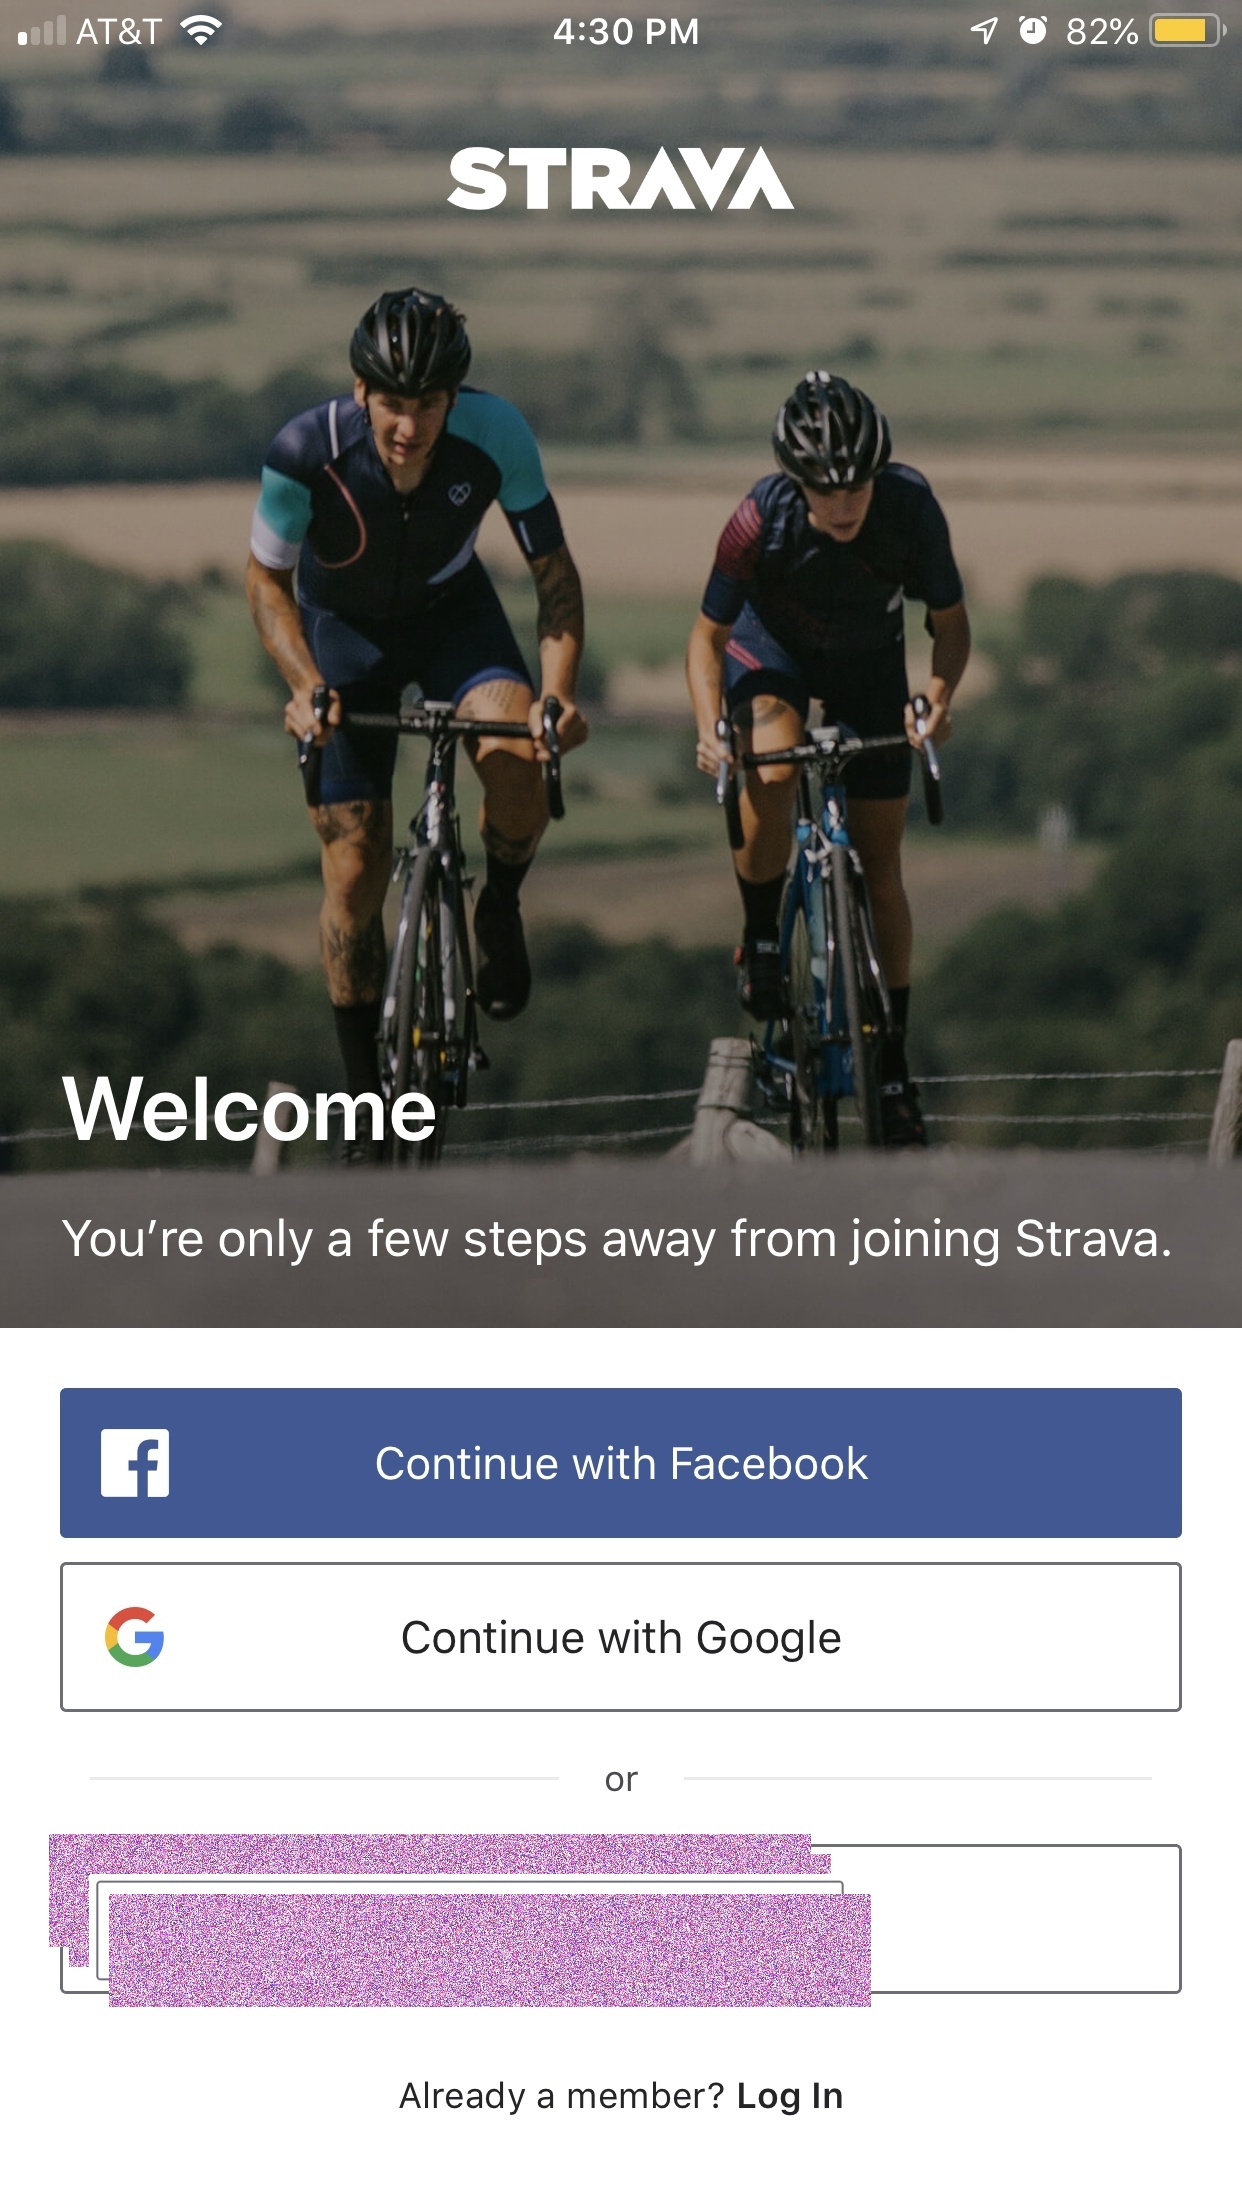 AT&T 4:30 PM 82%
STRAVA
Welcome
You’re only a few steps away from joining Strava.
Continue with Facebook
Continue with Google
or
Already a member? Log In